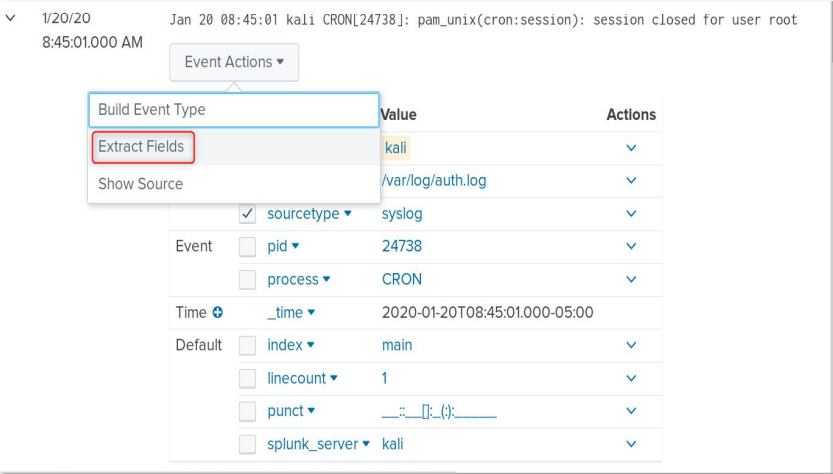 1/20/20 Jan 20 08:45:01 kali CRON[24738]: pam_unix(cron:session): session closed for user root
8:45:01.000 AM
Event Actions
Build Event Type
Extract Fields
Show Source
Value Actions
kali
/var/log/auth.log
sourcetype syslog
Event pid 24738
process CRON
Time _time 2020-01-20T08:45:01.000-05:00
Default index main
linecount 1
punct __::__[]:_(:):_____
splunk_server kali